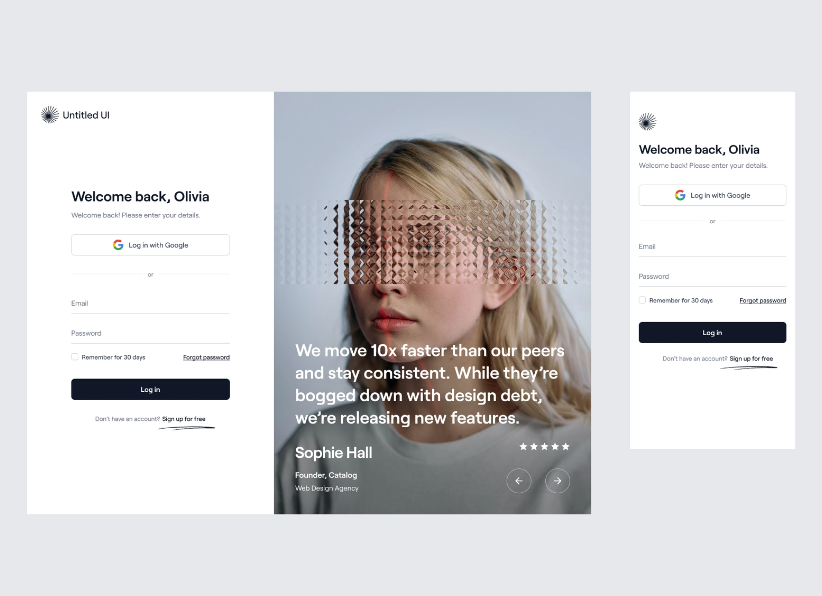 Untitled UI
Welcome back, Olivia
Welcome back! Please enter your details.
Log in with Google
or
Email
Password
Remember for 30 days
Forgot password
Log in
Don't have an account? Sign up for free
We move 10x faster than our peers
and stay consistent. While they’re
bogged down with design debt,
we’re releasing new features.
Sophie Hall
Founder, Catalog
Web Design Agency
Welcome back, Olivia
Welcome back! Please enter your details.
Log in with Google
or
Email
Password
Remember for 30 days
Forgot password
Log in
Don't have an account? Sign up for free